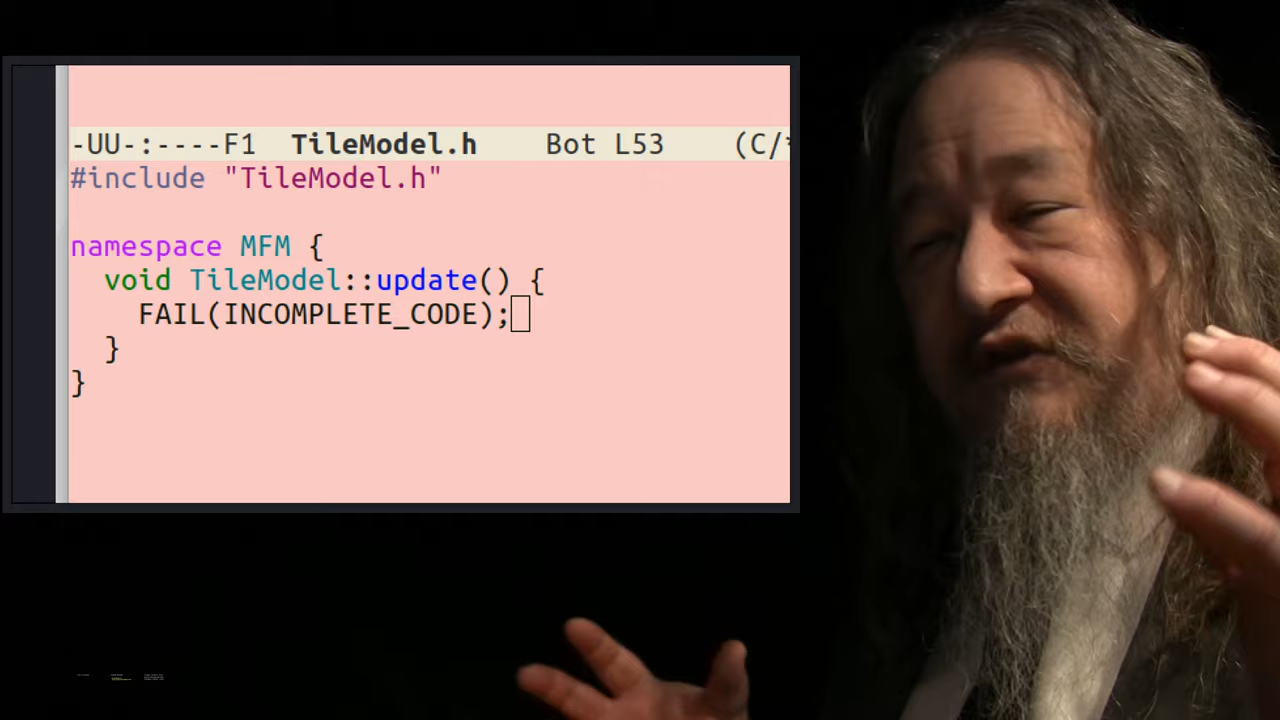 -UU-:----F1  TileModel.h    Bot L53    (C/*
#include "TileModel.h"
namespace MFM {
  void TileModel::update() {
    FAIL(INCOMPLETE_CODE);
  }
}